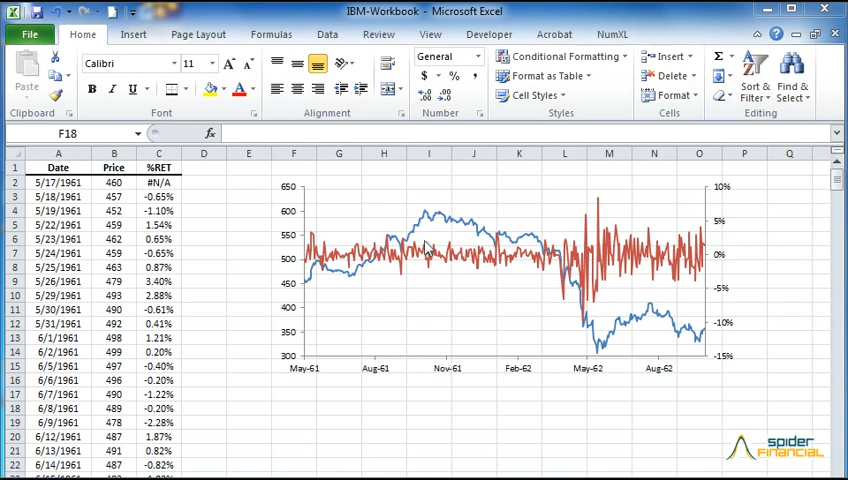 IBM-Workbook - Microsoft Excel
File Home Insert Page Layout Formulas Data Review View Developer Acrobat NumXL
Paste Calibri 11 A A General Conditional Formatting Insert Σ
B I U A $ % , Format as Table Delete Sort & Filter Find & Select
Cell Styles Format
Clipboard Font Alignment Number Styles Cells Editing
F18 fx
A B C D E F G H I J K L M N O P Q
1 Date Price %RET
2 5/17/1961 460 #N/A
3 5/18/1961 457 -0.65%
4 5/19/1961 452 -1.10%
5 5/22/1961 459 1.54%
6 5/23/1961 462 0.65%
7 5/24/1961 459 -0.65%
8 5/25/1961 463 0.87%
9 5/26/1961 479 3.40%
10 5/29/1961 493 2.88%
11 5/30/1961 490 -0.61%
12 5/31/1961 492 0.41%
13 6/1/1961 498 1.21%
14 6/2/1961 499 0.20%
15 6/5/1961 497 -0.40%
16 6/6/1961 496 -0.20%
17 6/7/1961 490 -1.22%
18 6/8/1961 489 -0.20%
19 6/9/1961 478 -2.28%
20 6/12/1961 487 1.87%
21 6/13/1961 491 0.82%
22 6/14/1961 487 -0.82%
650
600
550
500
450
400
350
300
10%
5%
0%
-5%
-10%
-15%
May-61 Aug-61 Nov-61 Feb-62 May-62 Aug-62
spider
FINANCIAL